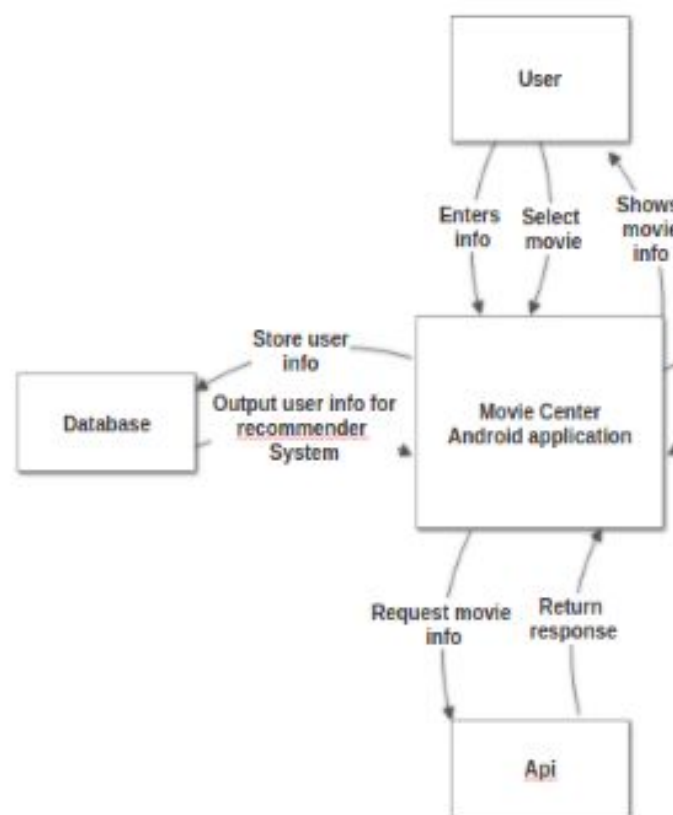 User
Enters
info
Select
movie
Shows
movie
info
Store user
info
Database
Output user info for
recommender
System
Movie Center
Android application
Request movie
info
Return
response
Api